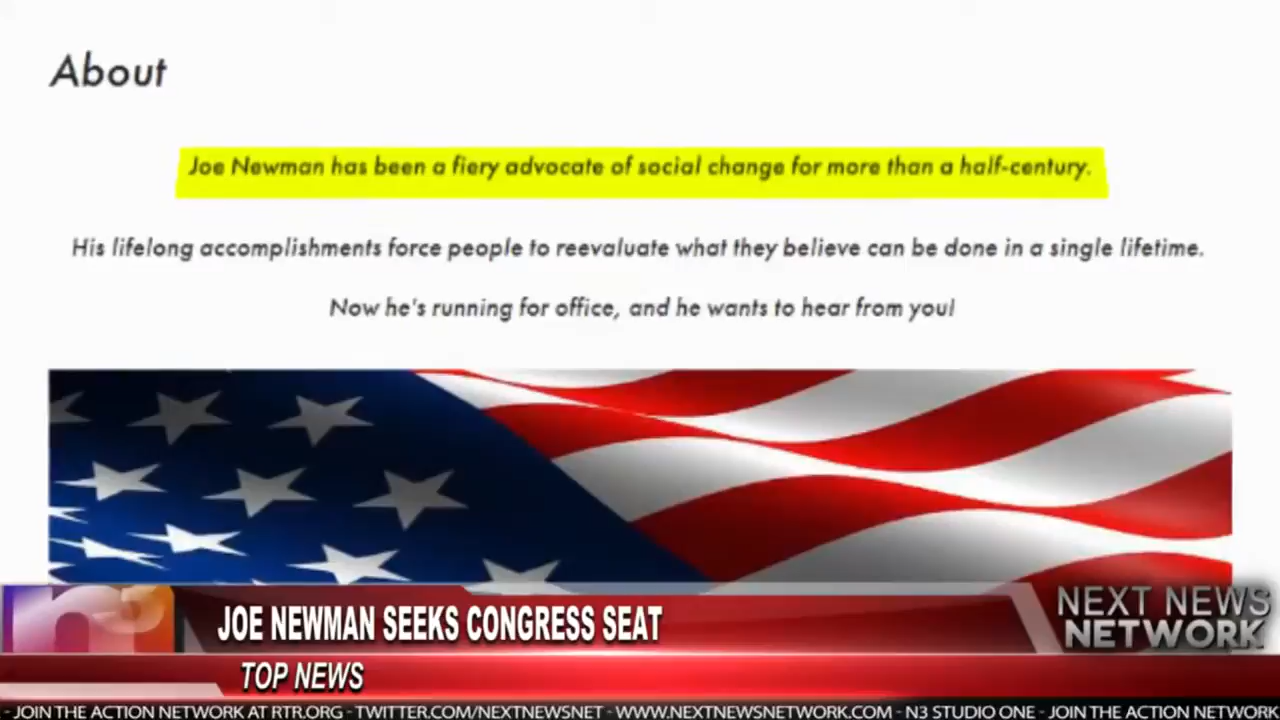 About
Joe Newman has been a fiery advocate of social change for more than a half-century.
His lifelong accomplishments force people to reevaluate what they believe can be done in a single lifetime.
Now he's running for office, and he wants to hear from you!
n3
JOE NEWMAN SEEKS CONGRESS SEAT
NEXT NEWS
NETWORK
TOP NEWS
- JOIN THE ACTION NETWORK AT RTR.ORG - TWITTER.COM/NEXTNEWSNET - WWW.NEXTNEWSNETWORK.COM - N3 STUDIO ONE - JOIN THE ACTION NETWORK